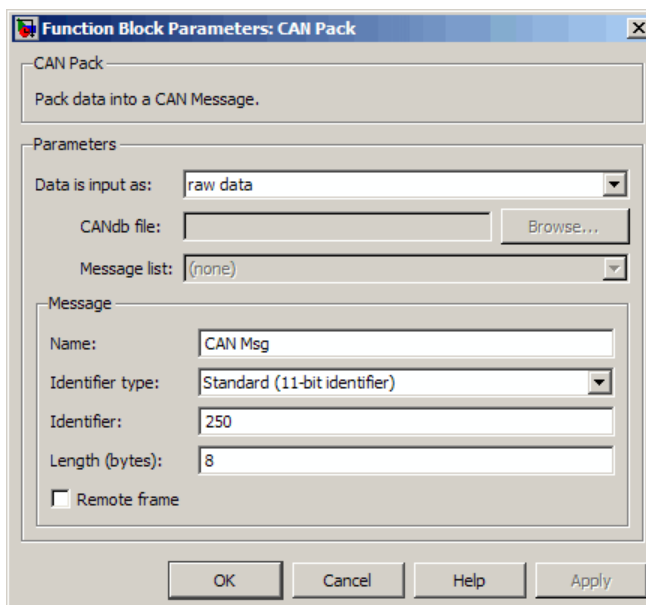 Function Block Parameters: CAN Pack
CAN Pack
Pack data into a CAN Message.
Parameters
Data is input as: raw data
CANdb file: Browse...
Message list: (none)
Message
Name: CAN Msg
Identifier type: Standard (11-bit identifier)
Identifier: 250
Length (bytes): 8
Remote frame
OK Cancel Help Apply